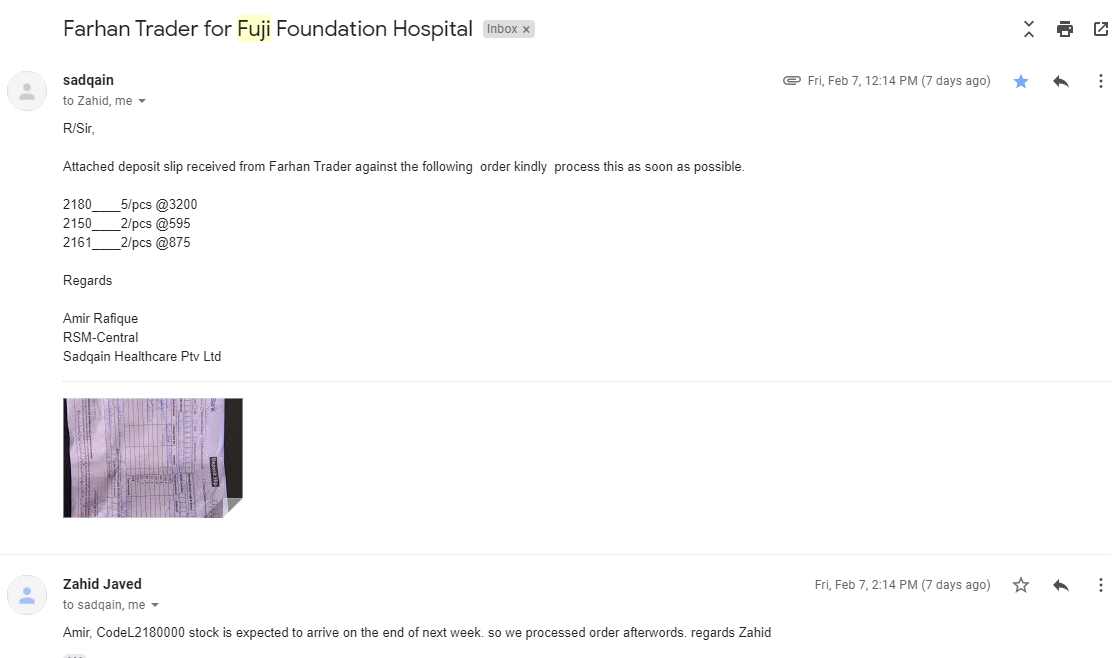 Farhan Trader for Fuji Foundation Hospital Inbox ×
sadqain
Fri, Feb 7, 12:14 PM (7 days ago)
to Zahid, me
R/Sir,
Attached deposit slip received from Farhan Trader against the following order kindly process this as soon as possible.
2180____5/pcs @3200
2150____2/pcs @595
2161____2/pcs @875
Regards
Amir Rafique
RSM-Central
Sadqain Healthcare Ptv Ltd
Deposit Slip
Zahid Javed
Fri, Feb 7, 2:14 PM (7 days ago)
to sadqain, me
Amir, CodeL2180000 stock is expected to arrive on the end of next week. so we processed order afterwords. regards Zahid